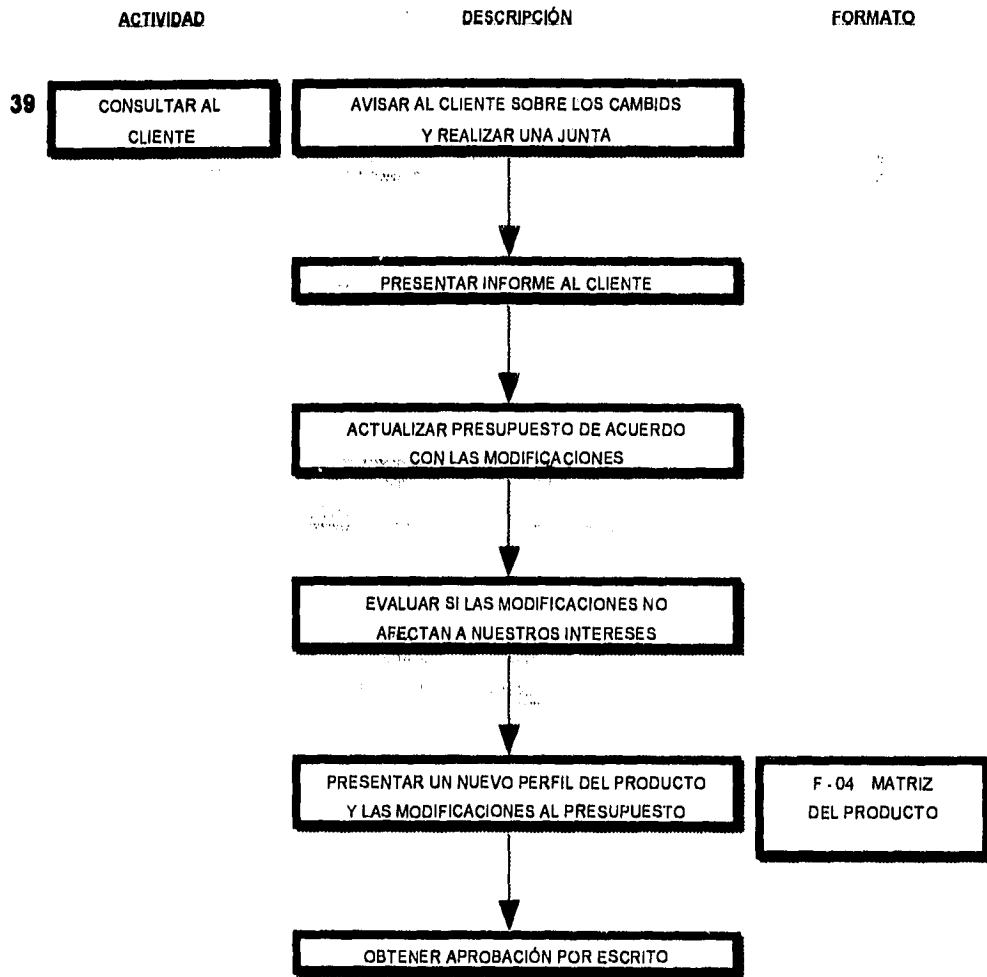 ACTIVIDAD DESCRIPCIÓN FORMATO
39 CONSULTAR AL
CLIENTE
AVISAR AL CLIENTE SOBRE LOS CAMBIDS
Y REALIZAR UNA JUNTA
PRESENTAR INFORME AL CLIENTE
ACTUALIZAR PRESUPUESTO DE ACUERDO
CON LAS MODIFICACIONES
EVALUAR SI LAS MODIFICACIONES NO
AFECTAN A NUESTROS INTERESES
PRESENTAR UN NUEVO PERFIL DEL PRODUCTO
Y LAS MODIFICACIONES AL PRESUPUESTO
F - 04 MATRIZ
DEL PRODUCTO
OBTENER APROBACIÓN POR ESCRITO